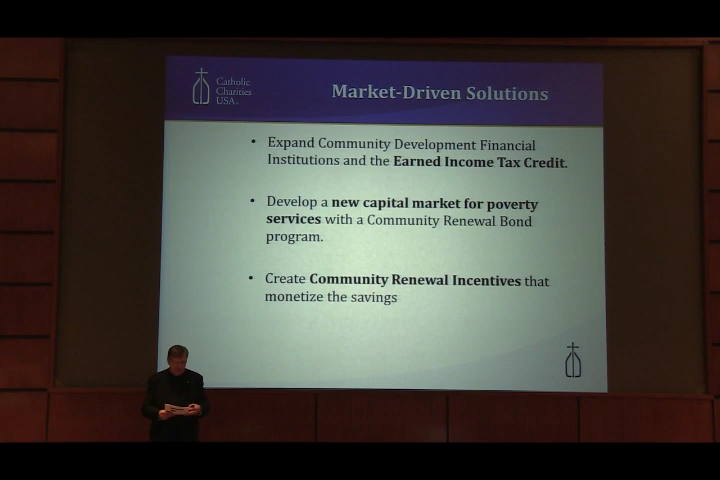 Catholic
Charities
USA.
Market-Driven Solutions
• Expand Community Development Financial
Institutions and the Earned Income Tax Credit.
• Develop a new capital market for poverty
services with a Community Renewal Bond
program.
• Create Community Renewal Incentives that
monetize the savings